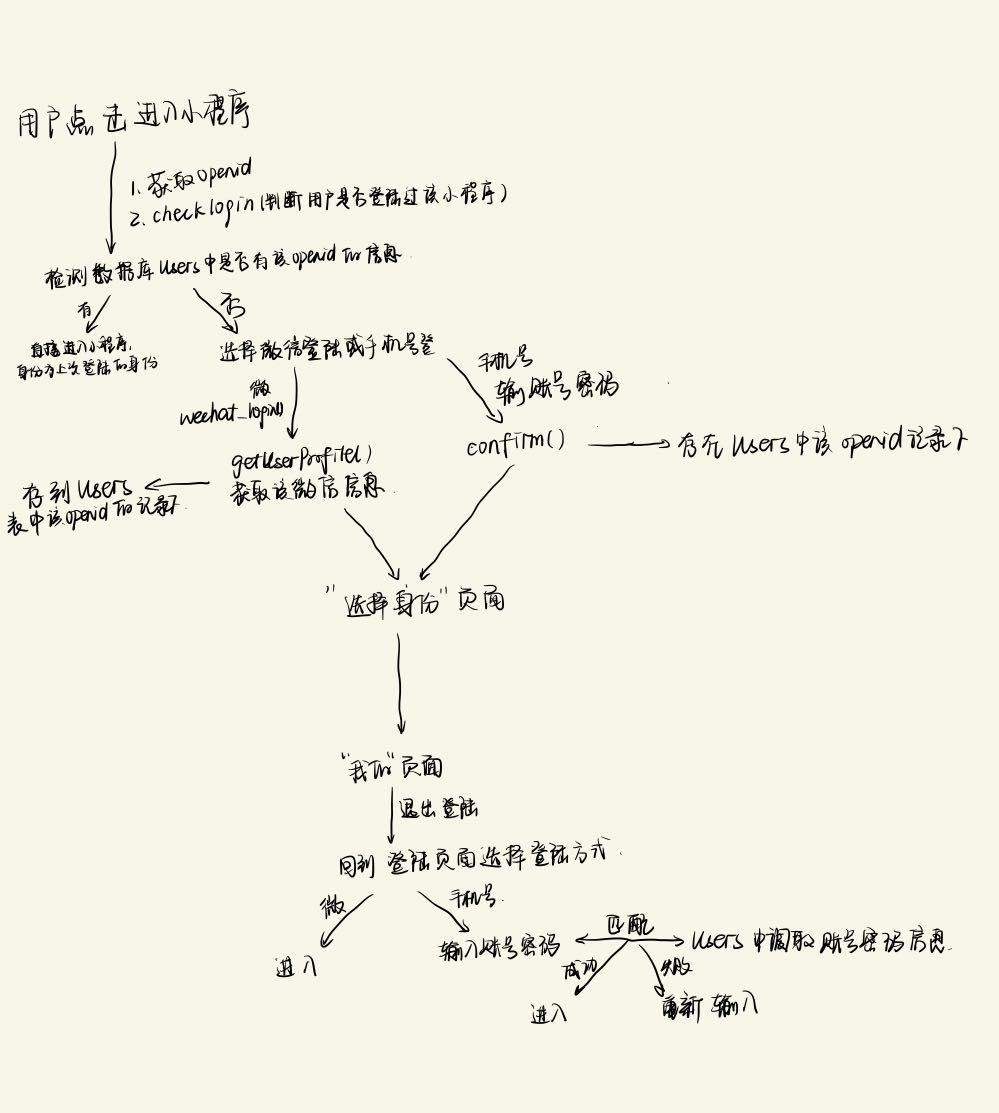 用户点击进入小程序
1. 获取openid
2. checklogin(判断用户是否登陆过该小程序)
检测数据库users中是否有该openid的信息.
有
否
直接进入小程序,
身份为上次登陆的身份
选择微信登陆或手机号登
手机号
输入账号密码
微
wechat_login()
getUserProfile()
获取该微信信息.
confirm()
存在users中该openid记录下
存到users
表中该openid的记录下
"选择身份"页面
"我的"页面
退出登陆
回到登陆页面选择登陆方式.
微
手机号.
进入
输入账号密码
匹配
users中调取账号密码信息.
成功
失败
进入
重新输入